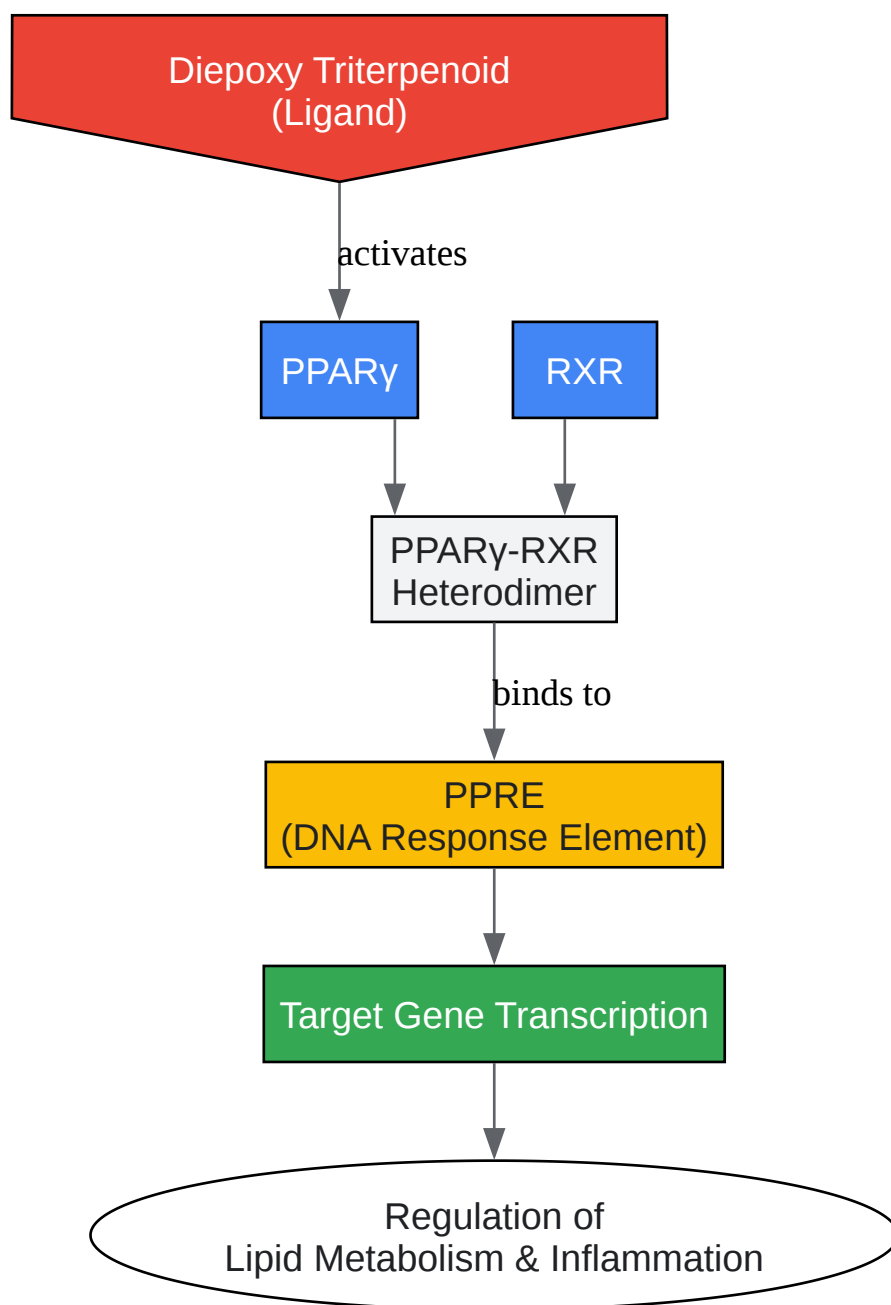 Diepoxy Triterpenoid
(Ligand)
activates
PPARγ
RXR
PPARγ-RXR
Heterodimer
binds to
PPRE
(DNA Response Element)
Target Gene Transcription
Regulation of
Lipid Metabolism & Inflammation